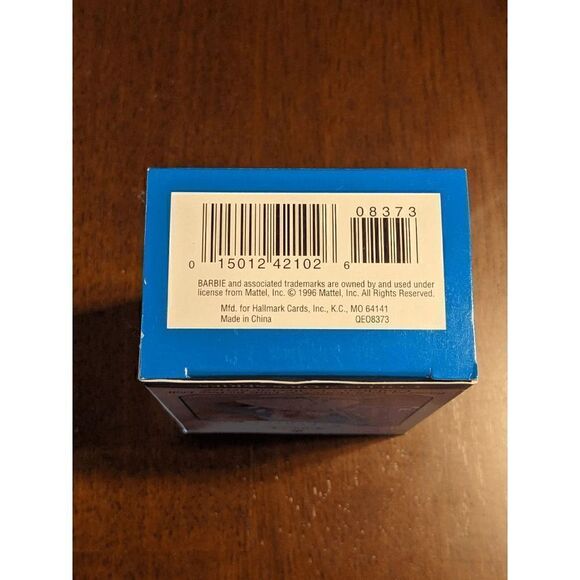 08373
0 15012 42102 6
BARBIE and associated trademarks are owned by and used under
license from Mattel, Inc. © 1996 Mattel, Inc. All Rights Reserved.
Mfd. for Hallmark Cards, Inc., K.C., MO 64141
Made in China QEO8373